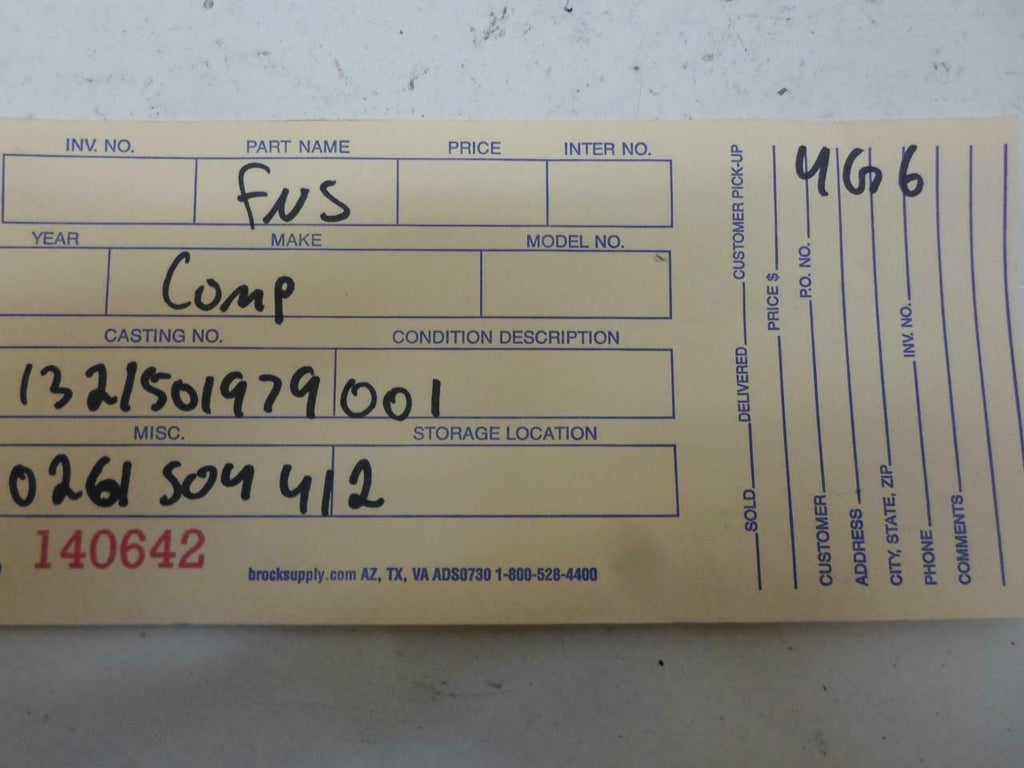 INV. NO. PART NAME PRICE INTER NO.
FNS
YEAR MAKE MODEL NO.
Comp
CASTING NO. CONDITION DESCRIPTION
1321501979 001
MISC. STORAGE LOCATION
0261 504 412
140642
brocksupply.com AZ, TX, VA ADS0730 1-800-528-4400
SOLD DELIVERED CUSTOMER PICK-UP
PRICE $
CUSTOMER P.O. NO.
ADDRESS
CITY, STATE, ZIP
PHONE INV. NO.
COMMENTS
4G6